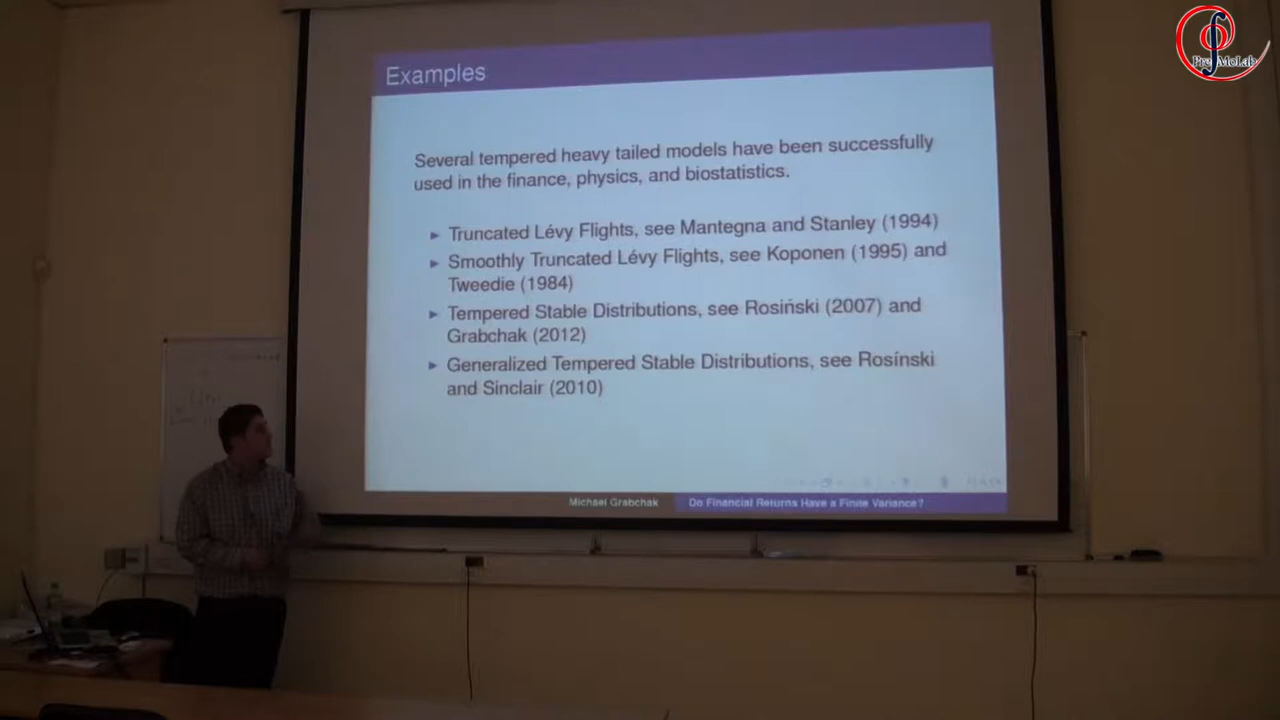 Examples
Several tempered heavy tailed models have been successfully
used in the finance, physics, and biostatistics.
Truncated Lévy Flights, see Mantegna and Stanley (1994)
Smoothly Truncated Lévy Flights, see Koponen (1995) and
Tweedie (1984)
Tempered Stable Distributions, see Rosiński (2007) and
Grabchak (2012)
Generalized Tempered Stable Distributions, see Rosínski
and Sinclair (2010)
Michael Grabchak
Do Financial Returns Have a Finite Variance?
PreMoLab